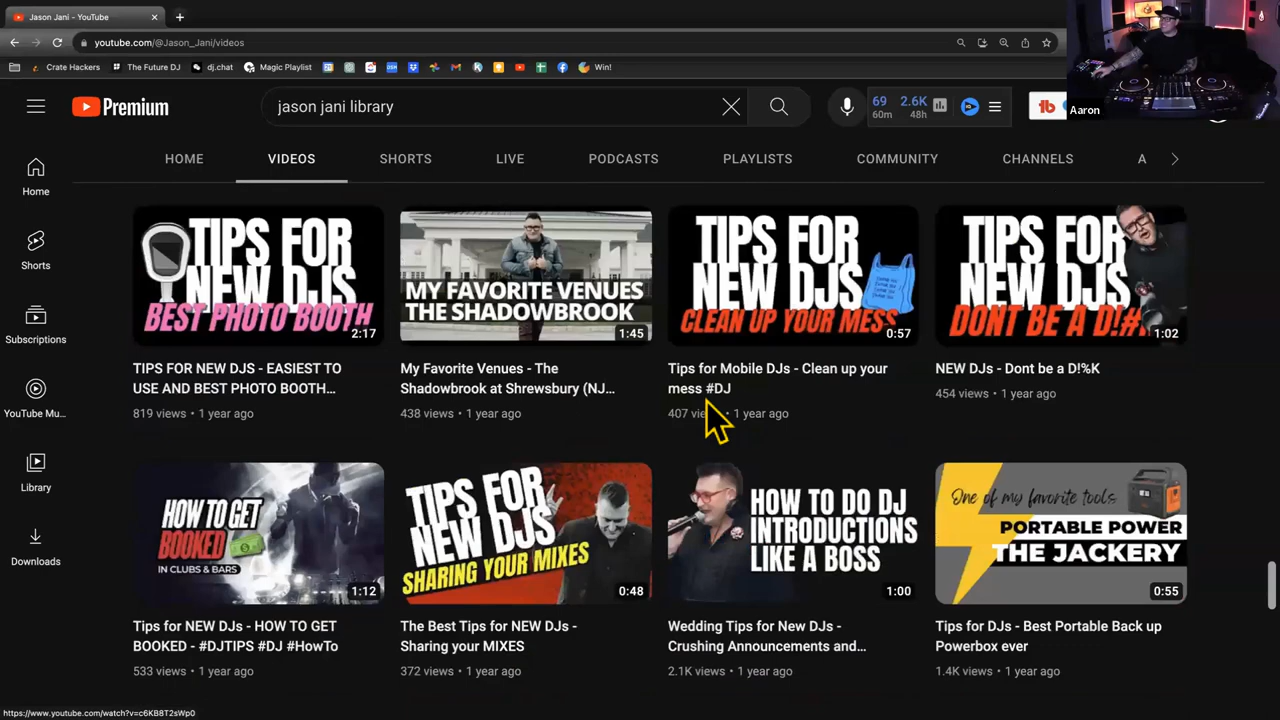 Jason Jani - YouTube
youtube.com/@Jason_Jani/videos
Crate Hackers
The Future DJ
dj.chat
Magic Playlist
Win!
Premium
jason jani library
69 2.6K
60m 48h
Aaron
HOME VIDEOS SHORTS LIVE PODCASTS PLAYLISTS COMMUNITY CHANNELS A
Home
Shorts
Subscriptions
YouTube Mu...
Library
Downloads
TIPS FOR
NEW DJS
BEST PHOTO BOOTH
2:17
MY FAVORITE VENUES
THE SHADOWBROOK
1:45
TIPS FOR
NEW DJS
CLEAN UP YOUR MESS
0:57
TIPS FOR
NEW DJS
DONT BE A D!#
1:02
TIPS FOR NEW DJS - EASIEST TO
USE AND BEST PHOTO BOOTH...
819 views • 1 year ago
My Favorite Venues - The
Shadowbrook at Shrewsbury (NJ...
438 views • 1 year ago
Tips for Mobile DJs - Clean up your
mess #DJ
407 • 1 year ago
NEW DJs - Dont be a D!%K
454 views • 1 year ago
HOW TO GET
BOOKED
IN CLUBS & BARS
1:12
TIPS FOR
NEW DJS
SHARING YOUR MIXES
0:48
HOW TO DO DJ
INTRODUCTIONS
LIKE A BOSS
1:00
One of my favorite tools
PORTABLE POWER
THE JACKERY
0:55
Tips for NEW DJs - HOW TO GET
BOOKED - #DJTIPS #DJ #HowTo
533 views • 1 year ago
The Best Tips for NEW DJs -
Sharing your MIXES
372 views • 1 year ago
Wedding Tips for New DJs -
Crushing Announcements and...
2.1K views • 1 year ago
Tips for DJs - Best Portable Back up
Powerbox ever
1.4K views • 1 year ago
https://www.youtube.com/watch?v=c6KB8T2sWp0